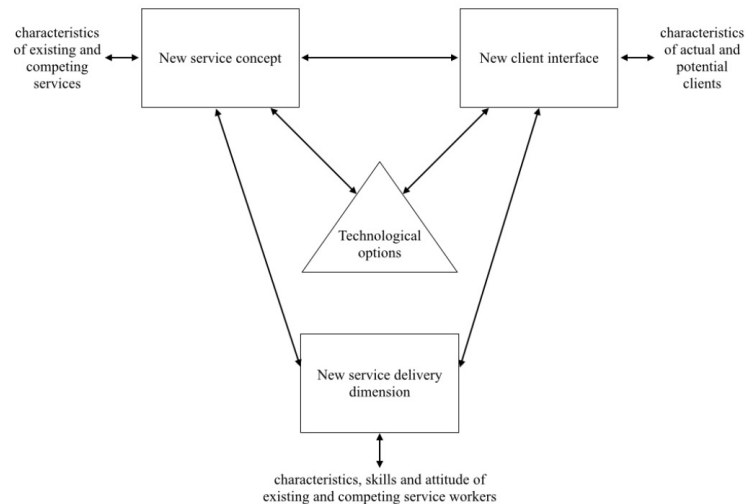 characteristics
of existing and
competing
services
New service concept
New client interface
characteristics
of actual and
potential
clients
Technological
options
New service delivery
dimension
characteristics, skills and attitude of
existing and competing service workers